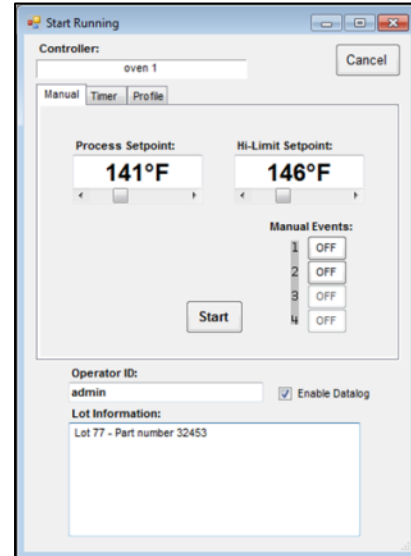 Start Running
Controller:
oven 1
Cancel
Manual Timer Profile
Process Setpoint: Hi-Limit Setpoint:
141°F 146°F
Manual Events:
1 OFF
2 OFF
3 OFF
4 OFF
Start
Operator ID:
admin Enable Datalog
Lot Information:
Lot 77 - Part number 32453